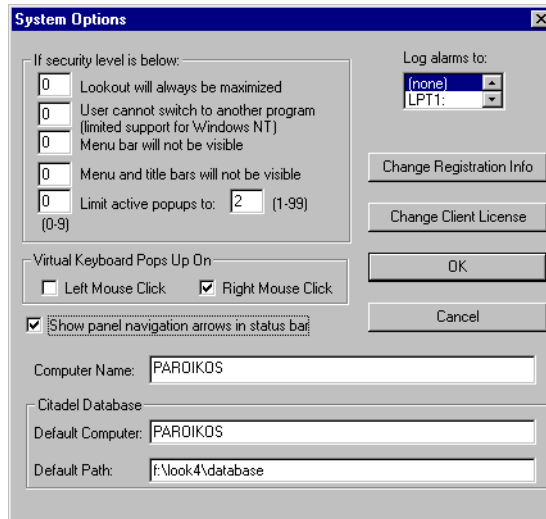 System Options
If security level is below:
0 Lookout will always be maximized
0 User cannot switch to another program
(limited support for Windows NT)
0 Menu bar will not be visible
0 Menu and title bars will not be visible
0 Limit active popups to: 2 (1-99)
(0-9)
Log alarms to:
(none)
LPT1:
Change Registration Info
Change Client License
OK
Cancel
Virtual Keyboard Pops Up On
Left Mouse Click Right Mouse Click
Show panel navigation arrows in status bar
Computer Name: PAROIKOS
Citadel Database
Default Computer: PAROIKOS
Default Path: f:\look4\database